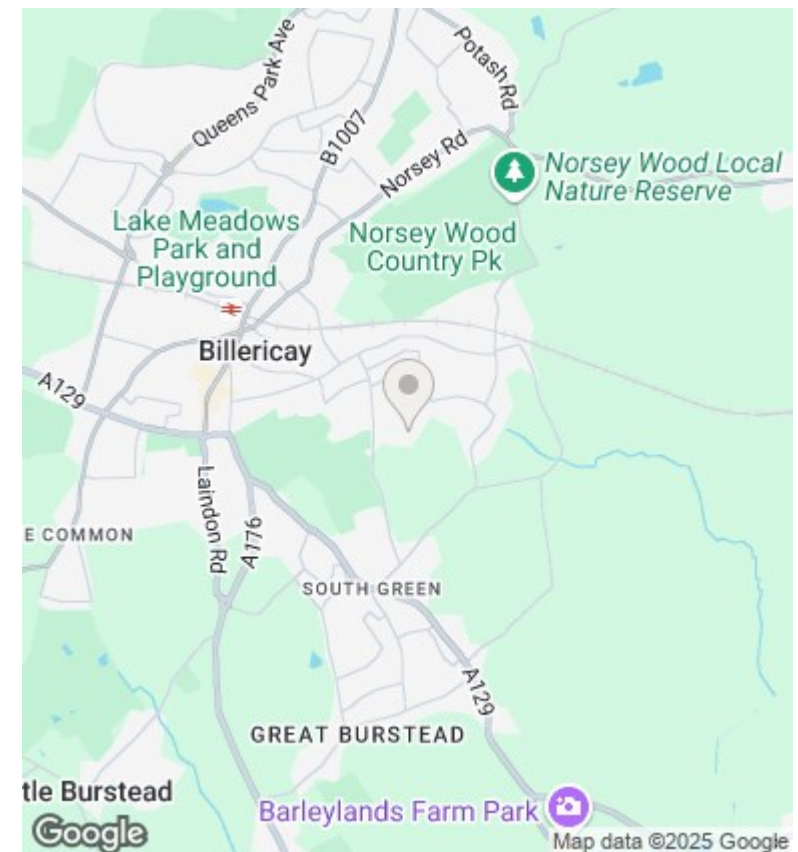 Queens Park Ave
Potash Rd
B1007
Norsey Rd
Norsey Wood Local
Nature Reserve
Lake Meadows
Park and
Playground
Norsey Wood
Country Pk
Billericay
A129
Laindon Rd
A176
E COMMON
SOUTH GREEN
A129
GREAT BURSTEAD
tle Burstead
Barleylands Farm Park
Google
Map data ©2025 Google